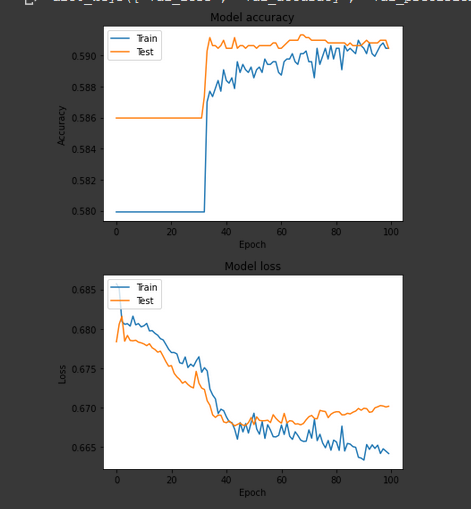 Model accuracy
Train
Test
0.590
0.588
0.586
0.584
0.582
0.580
Accuracy
0 20 40 60 80 100
Epoch
Model loss
Train
Test
0.685
0.680
0.675
0.670
0.665
Loss
0 20 40 60 80 100
Epoch